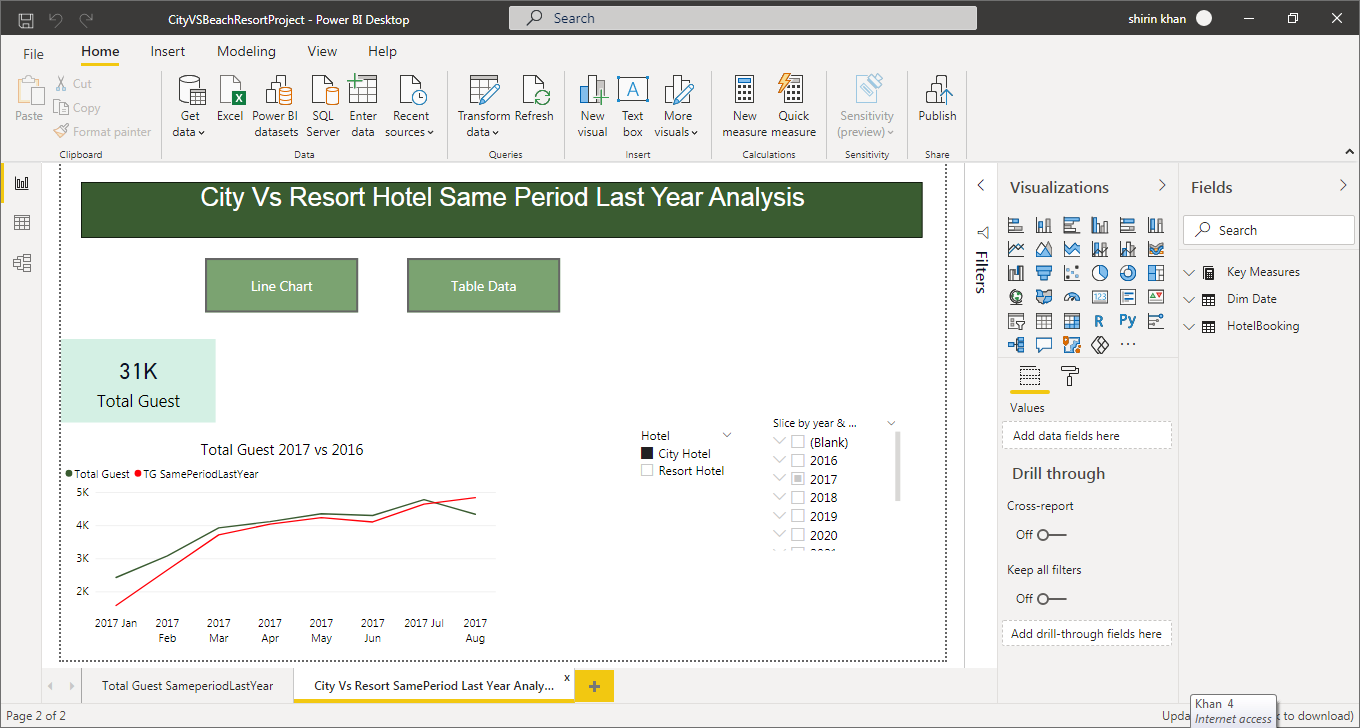 CityVSBeachResortProject - Power BI Desktop
Search
shirin khan
File
Home
Insert
Modeling
View
Help
Paste
Cut
Copy
Format painter
Clipboard
Get data
Excel
Power BI datasets
SQL Server
Enter data
Recent sources
Data
Transform data
Refresh
Queries
New visual
Text box
A
More visuals
Insert
New measure
Quick measure
Calculations
Sensitivity (preview)
Sensitivity
Publish
Share
City Vs Resort Hotel Same Period Last Year Analysis
Line Chart
Table Data
31K
Total Guest
Total Guest 2017 vs 2016
Total Guest
TG SamePeriodLastYear
5K
4K
3K
2K
2017 Jan
2017 Feb
2017 Mar
2017 Apr
2017 May
2017 Jun
2017 Jul
2017 Aug
Hotel
City Hotel
Resort Hotel
Slice by year & ...
(Blank)
2016
2017
2018
2019
2020
Filters
Visualizations
123
R
Py
Values
Add data fields here
Drill through
Cross-report
Off
Keep all filters
Off
Add drill-through fields here
Fields
Search
Key Measures
Dim Date
HotelBooking
Total Guest SameperiodLastYear
City Vs Resort SamePeriod Last Year Analy...
x
+
Page 2 of 2
Khan 4
Internet access
to download)